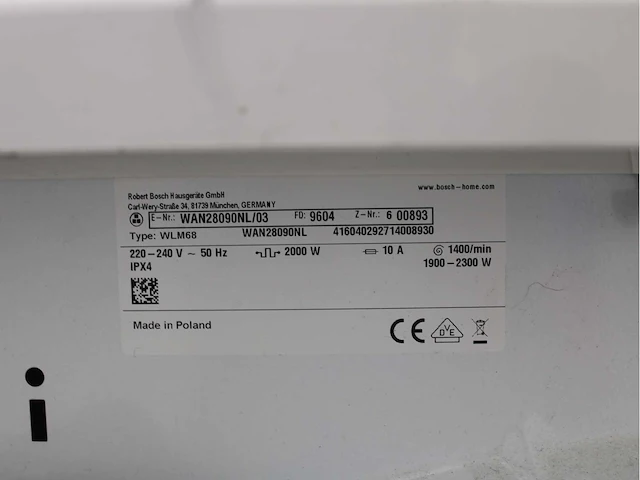 Robert Bosch Hausgeräte GmbH
Carl-Wery-Straße 34, 81739 München, GERMANY
www.bosch-home.com
E-Nr.: WAN28090NL/03 FD: 9604 Z-Nr.: 6 00893
Type: WLM68 WAN28090NL 416040292714008930
220-240 V ~ 50 Hz 2000 W 10 A 1400/min
IPX4 1900-2300 W
Made in Poland
CE DVE
i